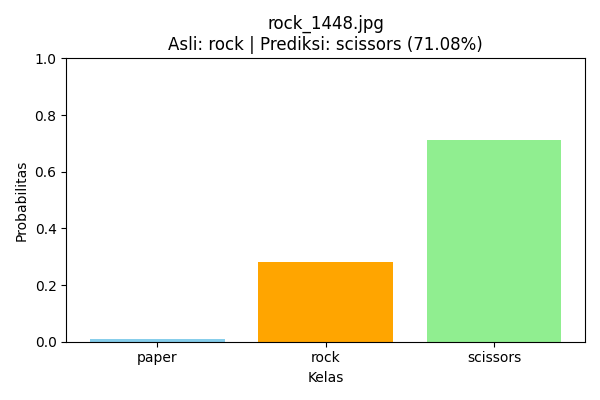 rock_1448.jpg
Asli: rock | Prediksi: scissors (71.08%)
1.0
0.8
0.6
0.4
0.2
0.0
Probabilitas
paper rock scissors
Kelas